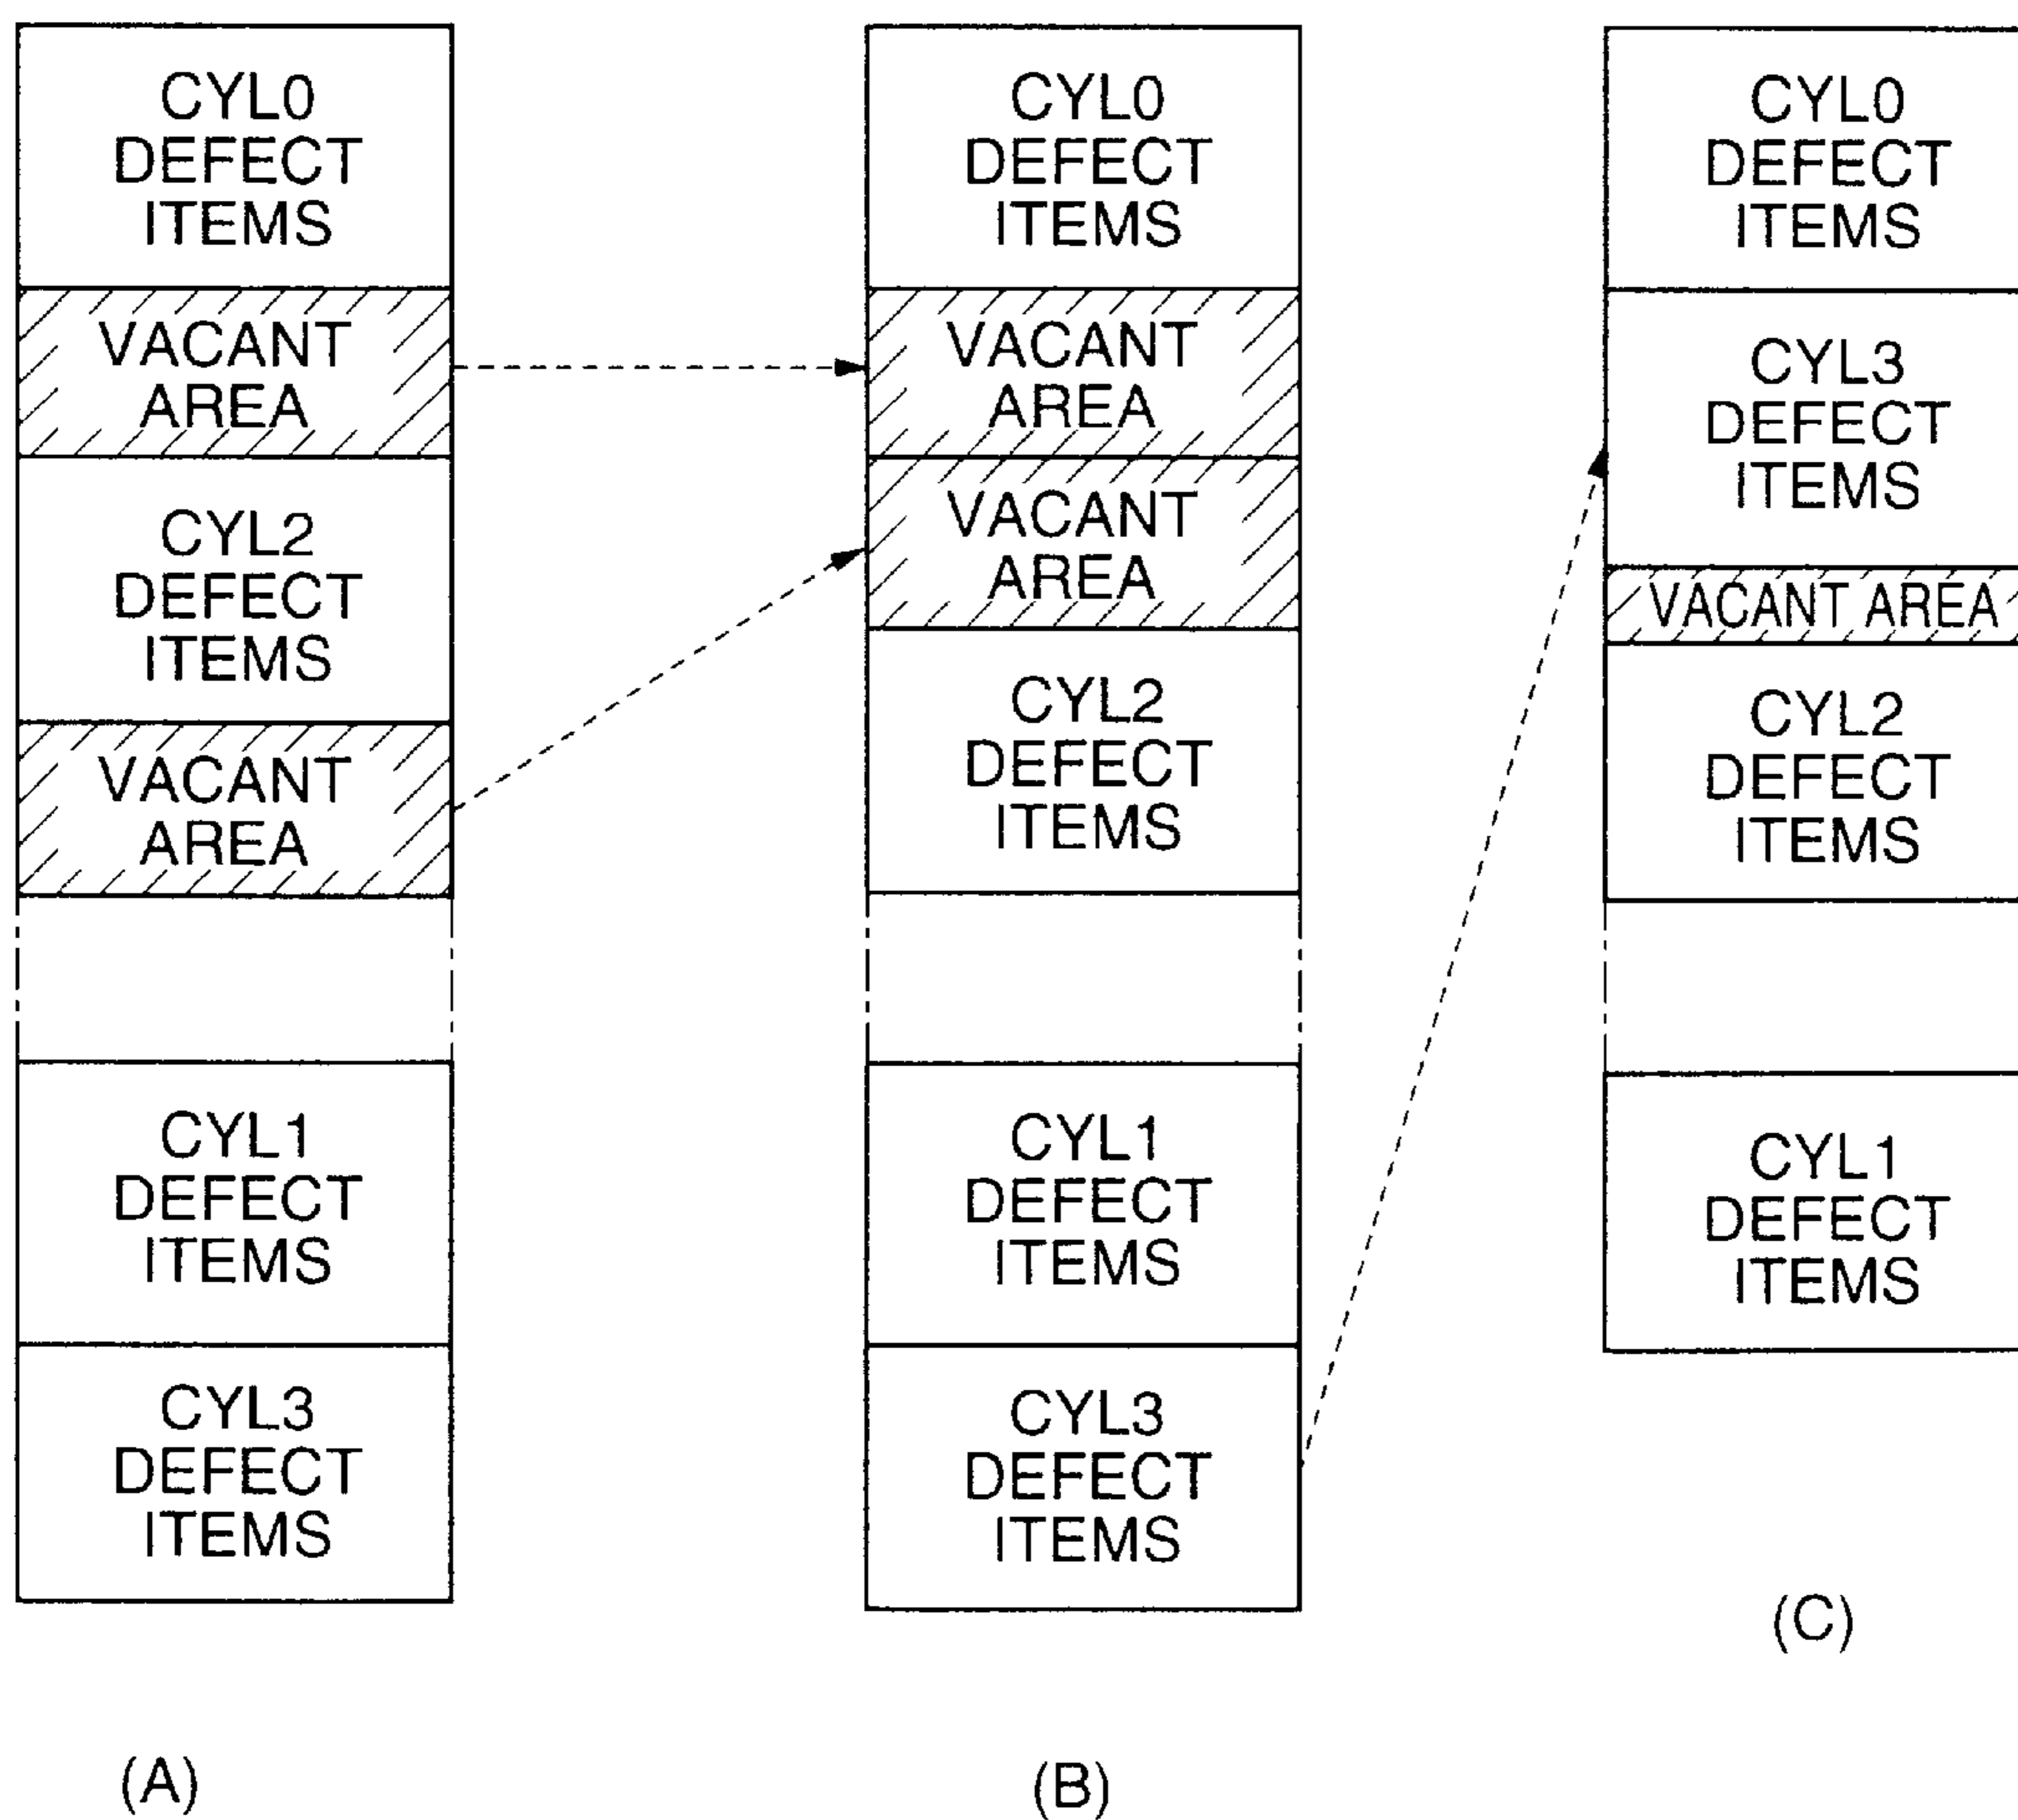 CYL0
DEFECT
ITEMS
VACANT
AREA
CYL2
DEFECT
ITEMS
VACANT
AREA
CYL1
DEFECT
ITEMS
CYL3
DEFECT
ITEMS
(A)
CYL0
DEFECT
ITEMS
VACANT
AREA
VACANT
AREA
CYL2
DEFECT
ITEMS
CYL1
DEFECT
ITEMS
CYL3
DEFECT
ITEMS
(B)
CYL0
DEFECT
ITEMS
CYL3
DEFECT
ITEMS
VACANT AREA
CYL2
DEFECT
ITEMS
CYL1
DEFECT
ITEMS
(C)